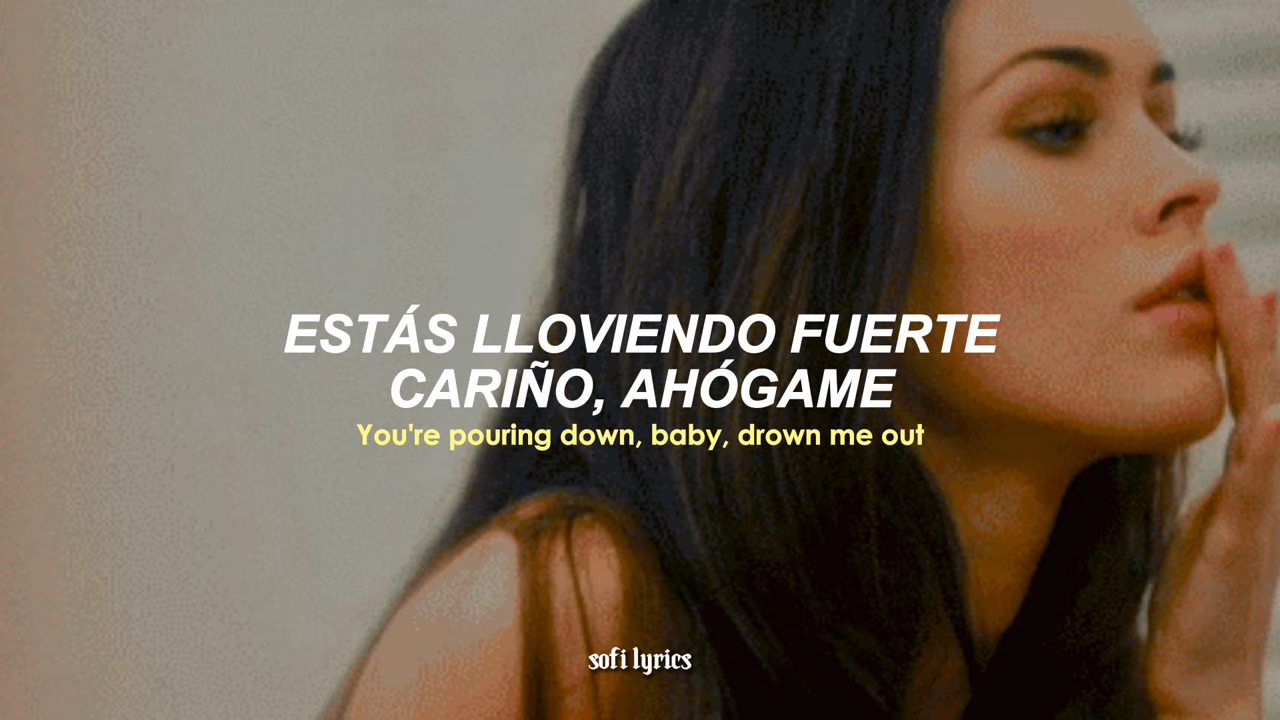 ESTÁS LLOVIENDO FUERTE
CARIÑO, AHÓGAME
You're pouring down, baby, drown me out
sofi lyrics